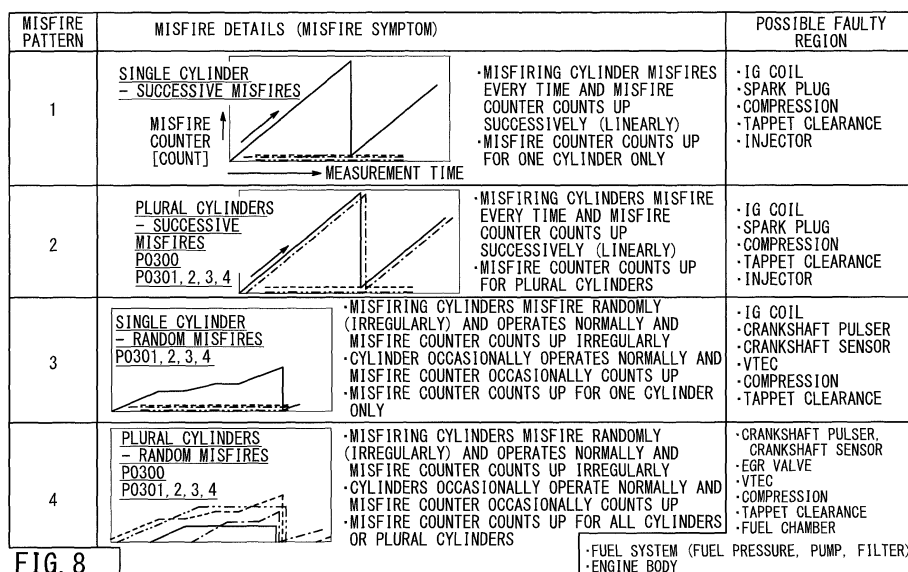 MISFIRE PATTERN
MISFIRE DETAILS (MISFIRE SYMPTOM)
POSSIBLE FAULTY REGION
1
SINGLE CYLINDER
- SUCCESSIVE MISFIRES
MISFIRE
COUNTER
[COUNT]
MEASUREMENT TIME
·MISFIRING CYLINDER MISFIRES
EVERY TIME AND MISFIRE
COUNTER COUNTS UP
SUCCESSIVELY (LINEARLY)
·MISFIRE COUNTER COUNTS UP
FOR ONE CYLINDER ONLY
·IG COIL
·SPARK PLUG
·COMPRESSION
·TAPPET CLEARANCE
·INJECTOR
2
PLURAL CYLINDERS
- SUCCESSIVE
MISFIRES
P0300
P0301, 2, 3, 4
·MISFIRING CYLINDERS MISFIRE
EVERY TIME AND MISFIRE
COUNTER COUNTS UP
SUCCESSIVELY (LINEARLY)
·MISFIRE COUNTER COUNTS UP
FOR PLURAL CYLINDERS
·IG COIL
·SPARK PLUG
·COMPRESSION
·TAPPET CLEARANCE
·INJECTOR
3
SINGLE CYLINDER
- RANDOM MISFIRES
P0301, 2, 3, 4
·MISFIRING CYLINDERS MISFIRE RANDOMLY
(IRREGULARLY) AND OPERATES NORMALLY AND
MISFIRE COUNTER COUNTS UP IRREGULARLY
·CYLINDER OCCASIONALLY OPERATES NORMALLY AND
MISFIRE COUNTER OCCASIONALLY COUNTS UP
·MISFIRE COUNTER COUNTS UP FOR ONE CYLINDER
ONLY
·IG COIL
·CRANKSHAFT PULSER
·CRANKSHAFT SENSOR
·VTEC
·COMPRESSION
·TAPPET CLEARANCE
4
PLURAL CYLINDERS
- RANDOM MISFIRES
P0300
P0301, 2, 3, 4
·MISFIRING CYLINDERS MISFIRE RANDOMLY
(IRREGULARLY) AND OPERATES NORMALLY AND
MISFIRE COUNTER COUNTS UP IRREGULARLY
·CYLINDERS OCCASIONALLY OPERATE NORMALLY AND
MISFIRE COUNTER OCCASIONALLY COUNTS UP
·MISFIRE COUNTER COUNTS UP FOR ALL CYLINDERS
OR PLURAL CYLINDERS
·CRANKSHAFT PULSER,
CRANKSHAFT SENSOR
·EGR VALVE
·VTEC
·COMPRESSION
·TAPPET CLEARANCE
·FUEL CHAMBER
·FUEL SYSTEM (FUEL PRESSURE, PUMP, FILTER)
·ENGINE BODY
FIG. 8